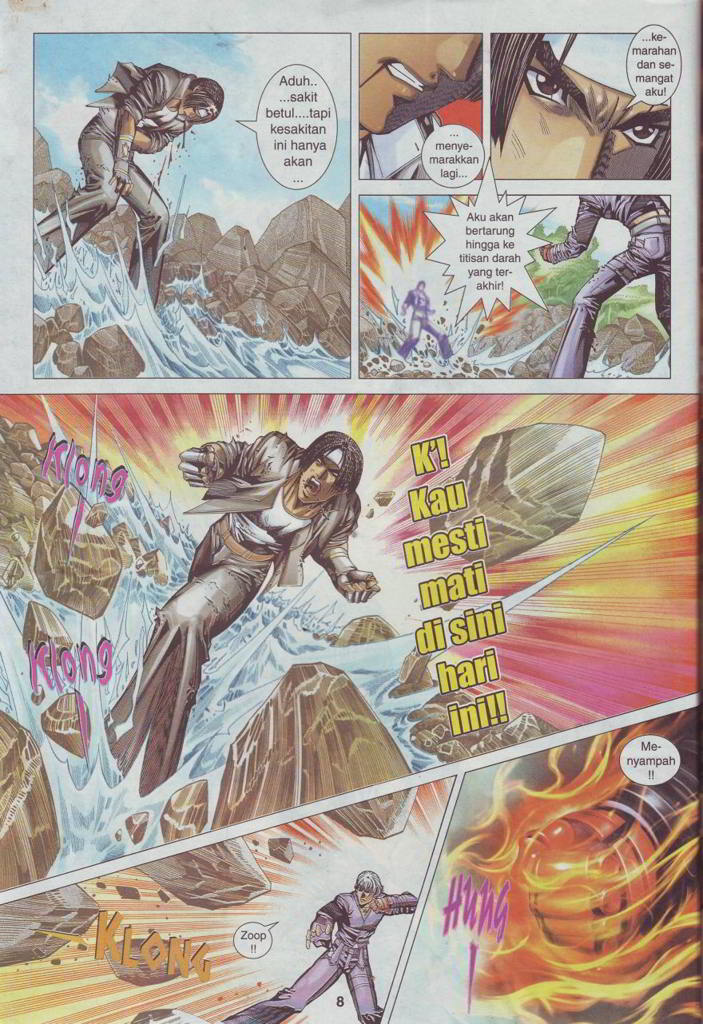 Aduh..
...sakit
betul....tapi
kesakitan
ini hanya
akan
...
...
menye-
marakkan
lagi...
...ke-
marahan
dan se-
mangat
aku!
Aku akan
bertarung
hingga ke
titisan darah
yang ter-
akhir!
Klong
!
Klong
!
K'!
Kau
mesti
mati
di sini
hari
ini!!
KLONG
Zoop
!!
Me-
nyampah
!!
HUNG
!
8